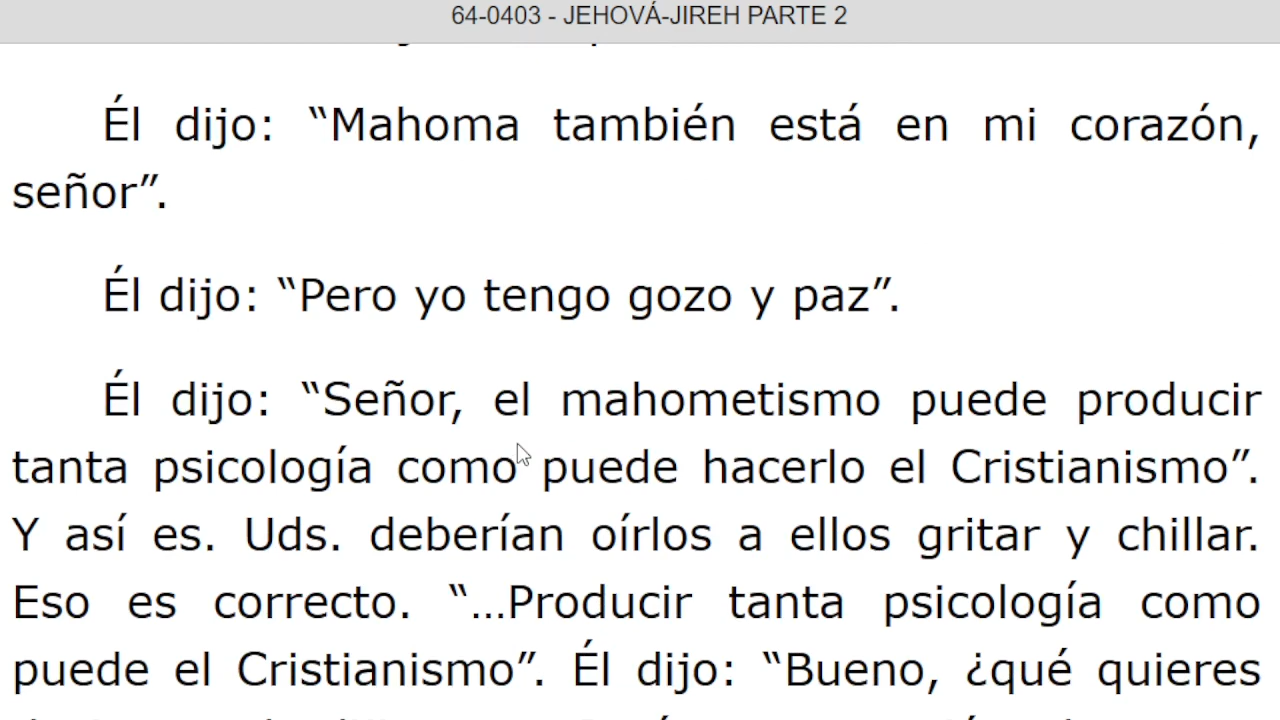 64-0403 - JEHOVÁ-JIREH PARTE 2
Él dijo: “Mahoma también está en mi corazón,
señor”.
Él dijo: “Pero yo tengo gozo y paz”.
Él dijo: “Señor, el mahometismo puede producir
tanta psicología como puede hacerlo el Cristianismo”.
Y así es. Uds. deberían oírlos a ellos gritar y chillar.
Eso es correcto. “…Producir tanta psicología como
puede el Cristianismo”. Él dijo: “Bueno, ¿qué quieres